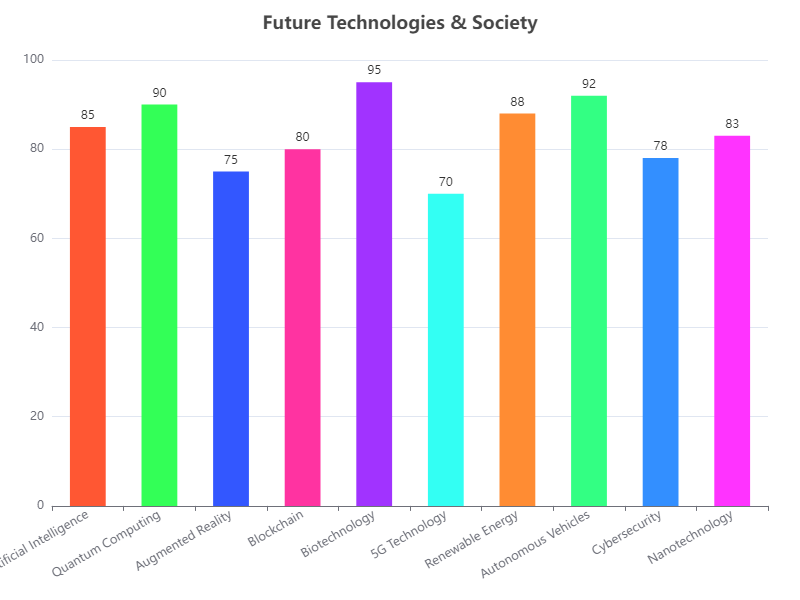 Future Technologies & Society
100
80
60
40
20
0
85
90
75
80
95
70
88
92
78
83
Intelligence
Quantum Computing
Augmented Reality
Blockchain
Biotechnology
5G Technology
Renewable Energy
Autonomous Vehicles
Cybersecurity
Nanotechnology